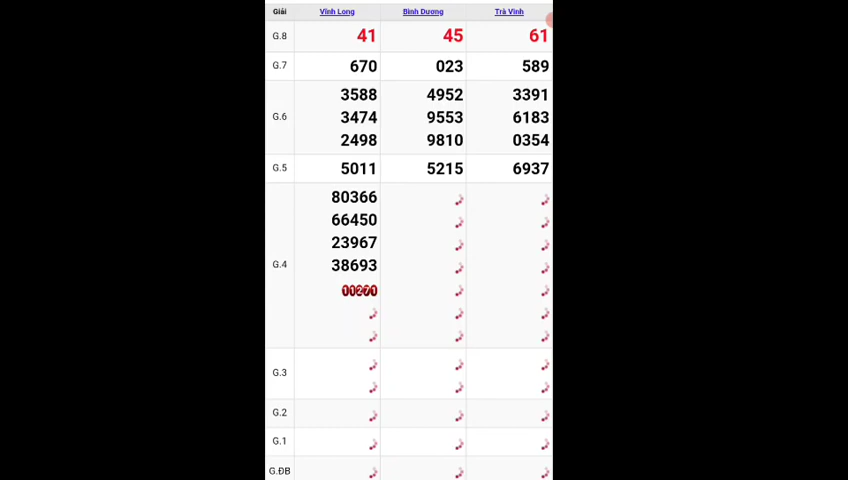 Giải Vĩnh Long Bình Dương Trà Vinh
G.8 41 45 61
G.7 670 023 589
3588 4952 3391
G.6 3474 9553 6183
2498 9810 0354
G.5 5011 5215 6937
80366
66450
23967
G.4 38693
11270
G.3
G.2
G.1
G.ĐB